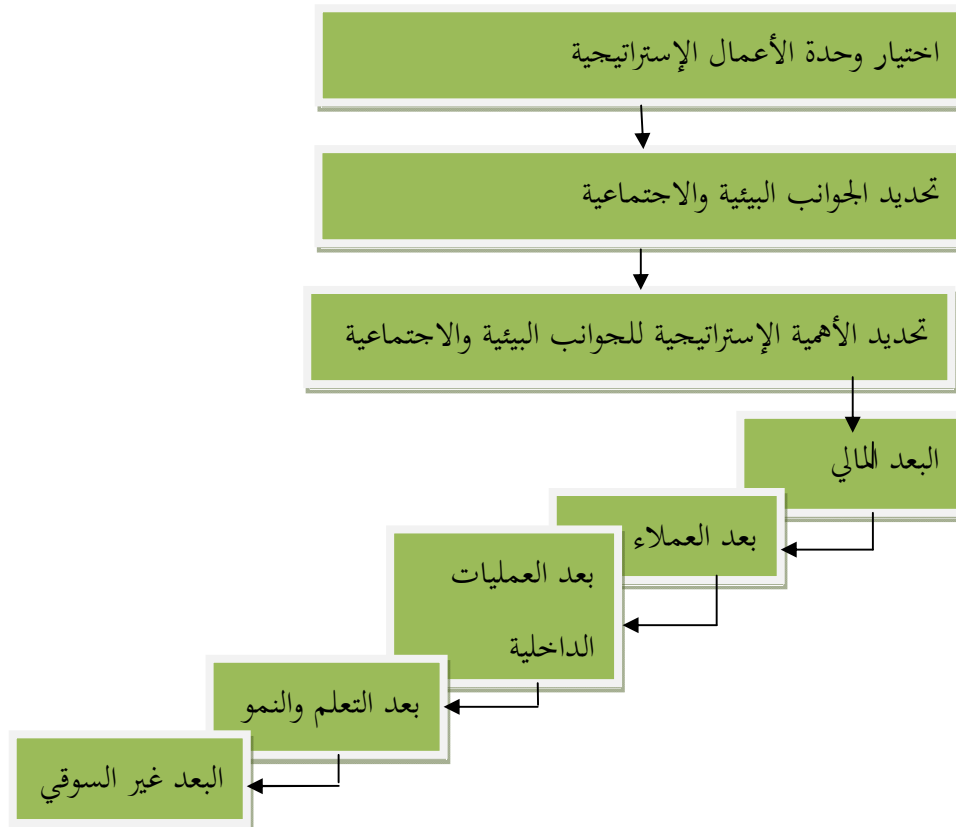 اختيار وحدة الأعمال الإستراتيجية
تحديد الجوانب البيئية والاجتماعية
تحديد الأهمية الإستراتيجية للجوانب البيئية والاجتماعية
البعد المالي
بعد العملاء
بعد العمليات
الداخلية
بعد التعلم والنمو
البعد غير السوقي